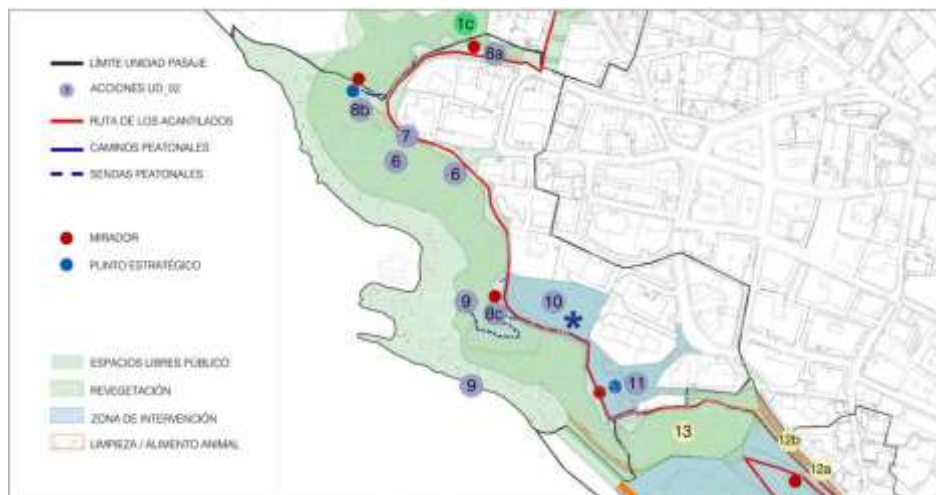 LÍMITE UNIDAD PASAJE
ACCIONES UD_02
RUTA DE LOS ACANTILADOS
CAMINOS PEATONALES
SENDAS PEATONALES
MIRADOR
PUNTO ESTRATÉGICO
ESPACIOS LIBRES PÚBLICO
REVEGETACIÓN
ZONA DE INTERVENCIÓN
LIMPIEZA / ALIMENTO ANIMAL
1c
8a
8b
7
6
6
9
8c
10
*
9
11
13
12b
12a